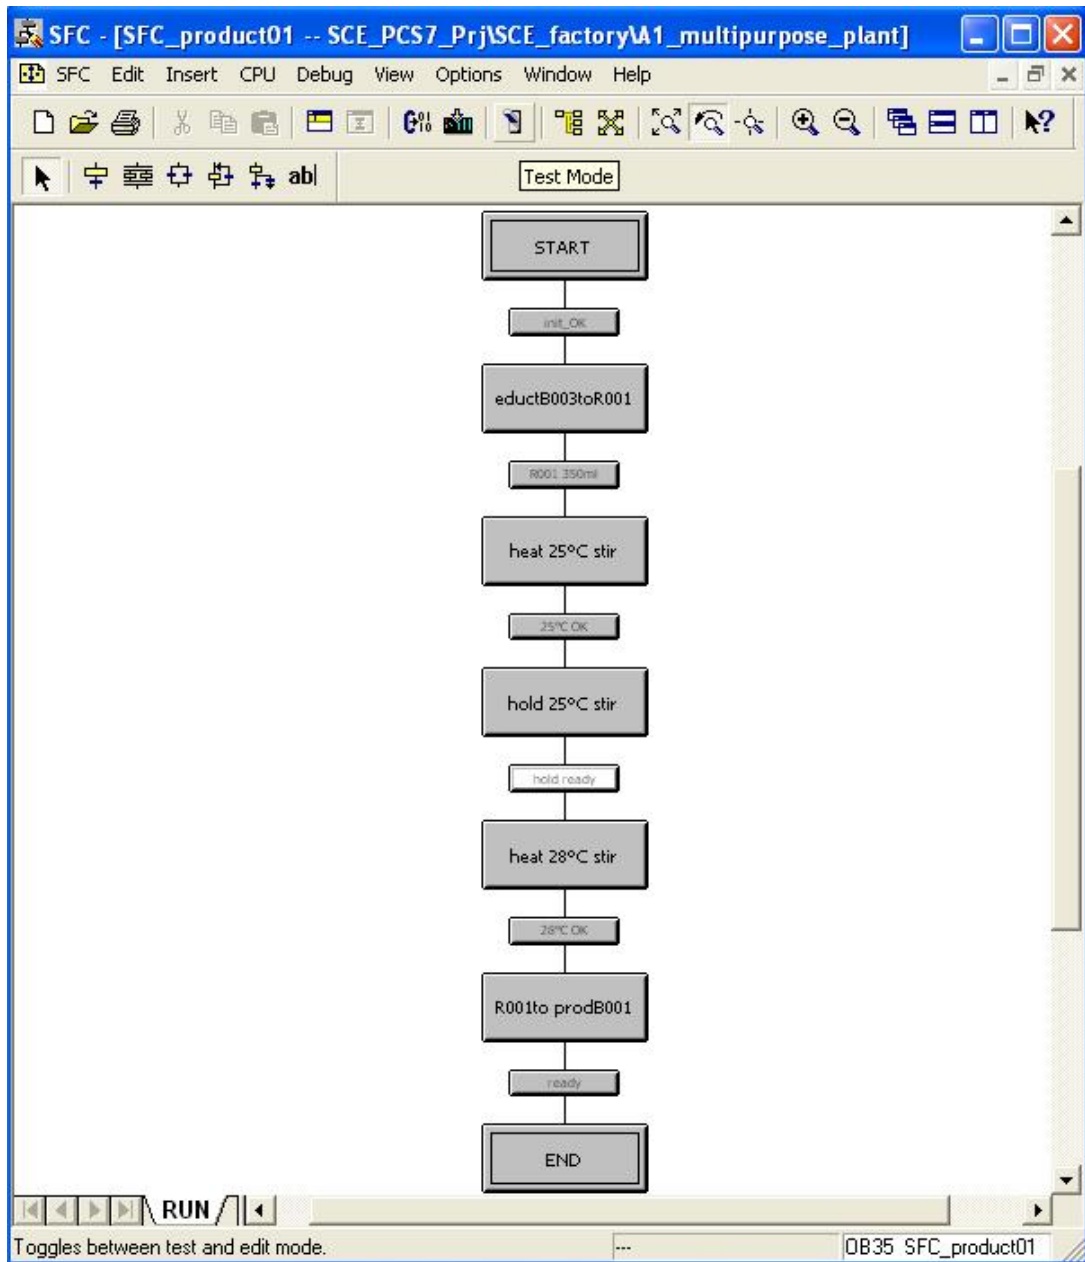 SFC - [SFC_product01 -- SCE_PCS7_Prj\SCE_factory\A1_multipurpose_plant]
SFC Edit Insert CPU Debug View Options Window Help
ab|
Test Mode
START
init_OK
eductB003toR001
R001 350ml
heat 25°C stir
25°C OK
hold 25°C stir
hold ready
heat 28°C stir
28°C OK
R001to prodB001
ready
END
RUN
Toggles between test and edit mode.
---
OB35 SFC_product01